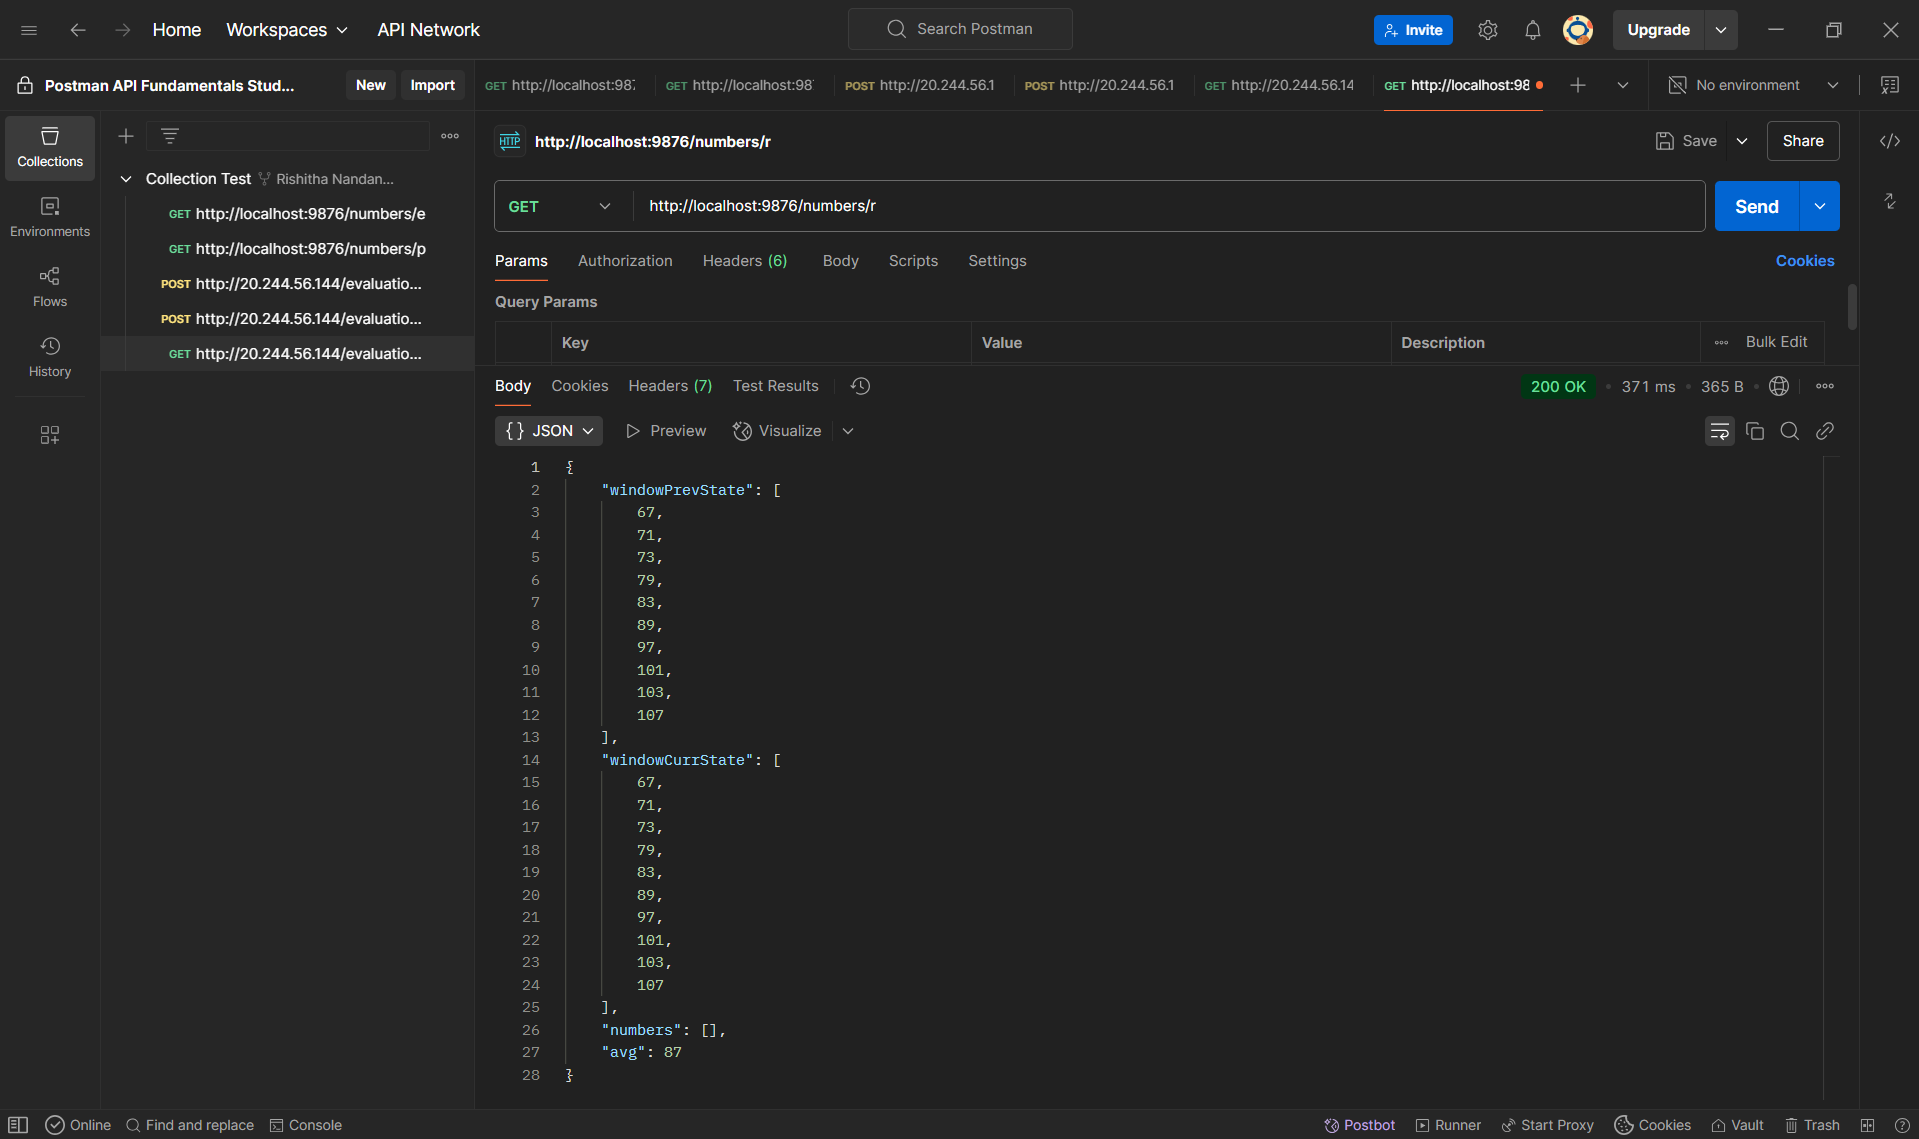 Home Workspaces API Network Search Postman Invite Upgrade
Postman API Fundamentals Stud... New Import
GET http://localhost:987 GET http://localhost:987 POST http://20.244.56.1 POST http://20.244.56.1 GET http://20.244.56.14 GET http://localhost:98 No environment
Collections
Environments
Flows
History
Collection Test Rishitha Nandan...
GET http://localhost:9876/numbers/e
GET http://localhost:9876/numbers/p
POST http://20.244.56.144/evaluatio...
POST http://20.244.56.144/evaluatio...
GET http://20.244.56.144/evaluatio...
HTTP http://localhost:9876/numbers/r Save Share
GET http://localhost:9876/numbers/r Send
Params Authorization Headers (6) Body Scripts Settings Cookies
Query Params
Key Value Description Bulk Edit
Body Cookies Headers (7) Test Results 200 OK • 371 ms • 365 B
{} JSON Preview Visualize
1 {
2 "windowPrevState": [
3 67,
4 71,
5 73,
6 79,
7 83,
8 89,
9 97,
10 101,
11 103,
12 107
13 ],
14 "windowCurrState": [
15 67,
16 71,
17 73,
18 79,
19 83,
20 89,
21 97,
22 101,
23 103,
24 107
25 ],
26 "numbers": [],
27 "avg": 87
28 }
Online Find and replace Console Postbot Runner Start Proxy Cookies Vault Trash